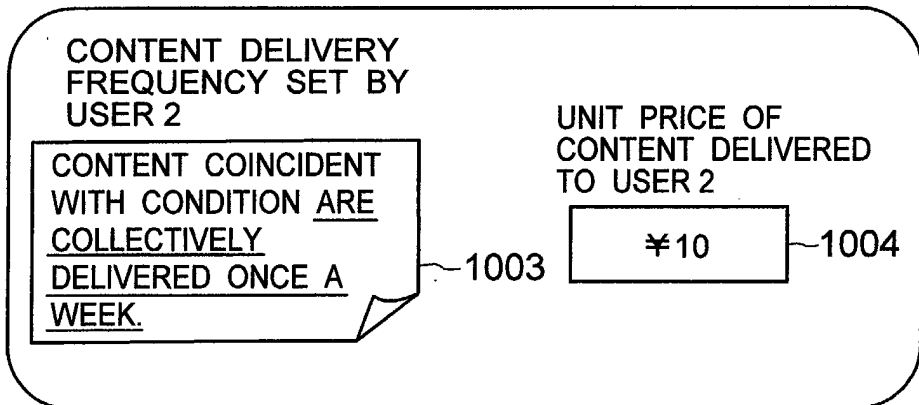 CONTENT DELIVERY
FREQUENCY SET BY
USER 2
CONTENT COINCIDENT
WITH CONDITION ARE
COLLECTIVELY
DELIVERED ONCE A
WEEK.
1003
UNIT PRICE OF
CONTENT DELIVERED
TO USER 2
¥10
1004